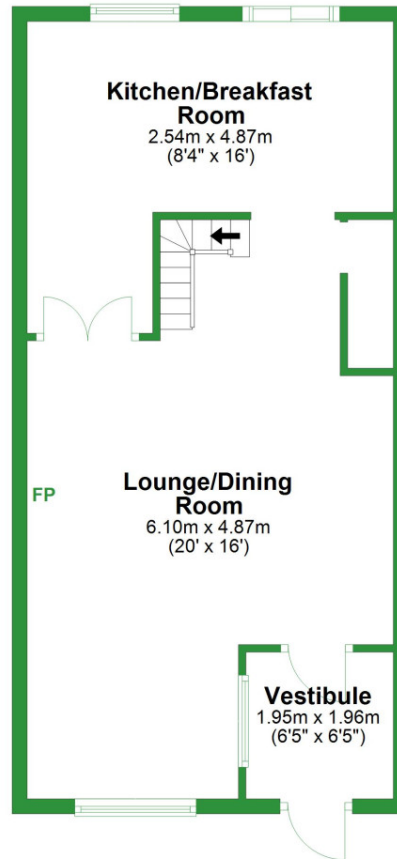 Kitchen/Breakfast
Room
2.54m x 4.87m
(8'4" x 16')
FP
Lounge/Dining
Room
6.10m x 4.87m
(20' x 16')
Vestibule
1.95m x 1.96m
(6'5" x 6'5")